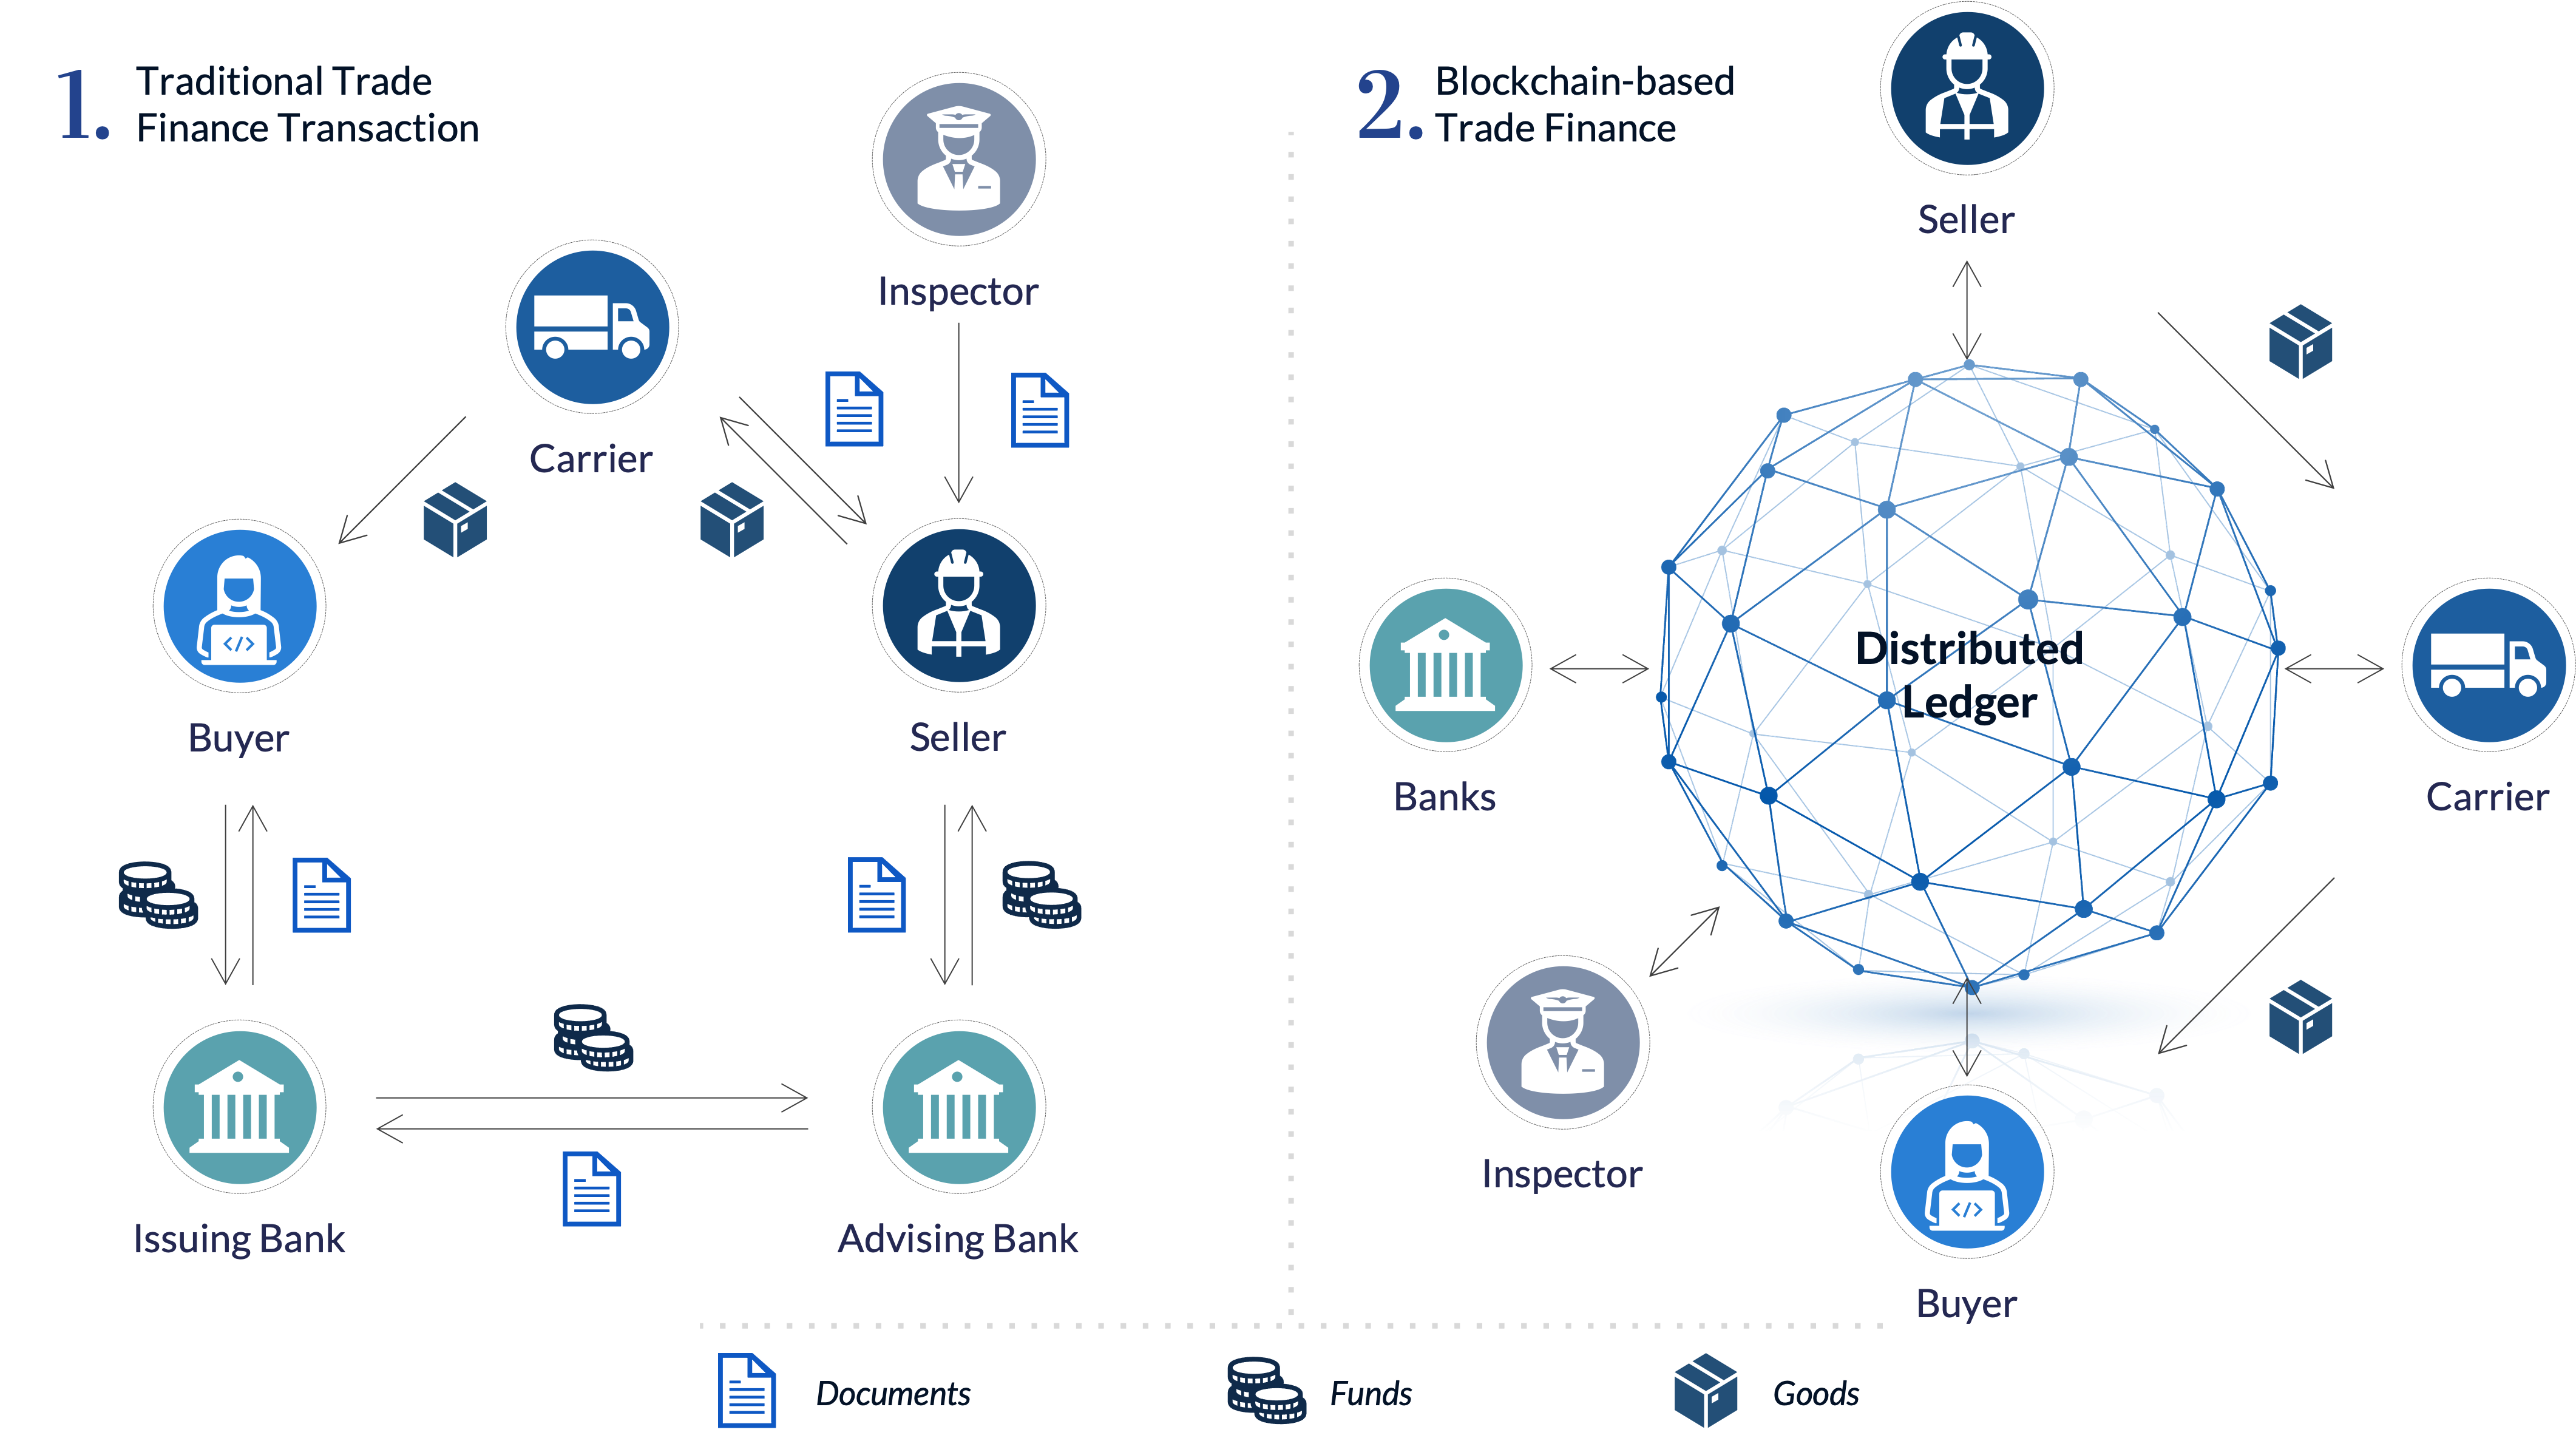 1.
Traditional Trade
Finance Transaction
Inspector
Carrier
Buyer
</>
Seller
Issuing Bank
Advising Bank
2.
Blockchain-based
Trade Finance
Seller
Distributed
Ledger
Banks
Carrier
Inspector
</>
Buyer
Documents
Funds
Goods